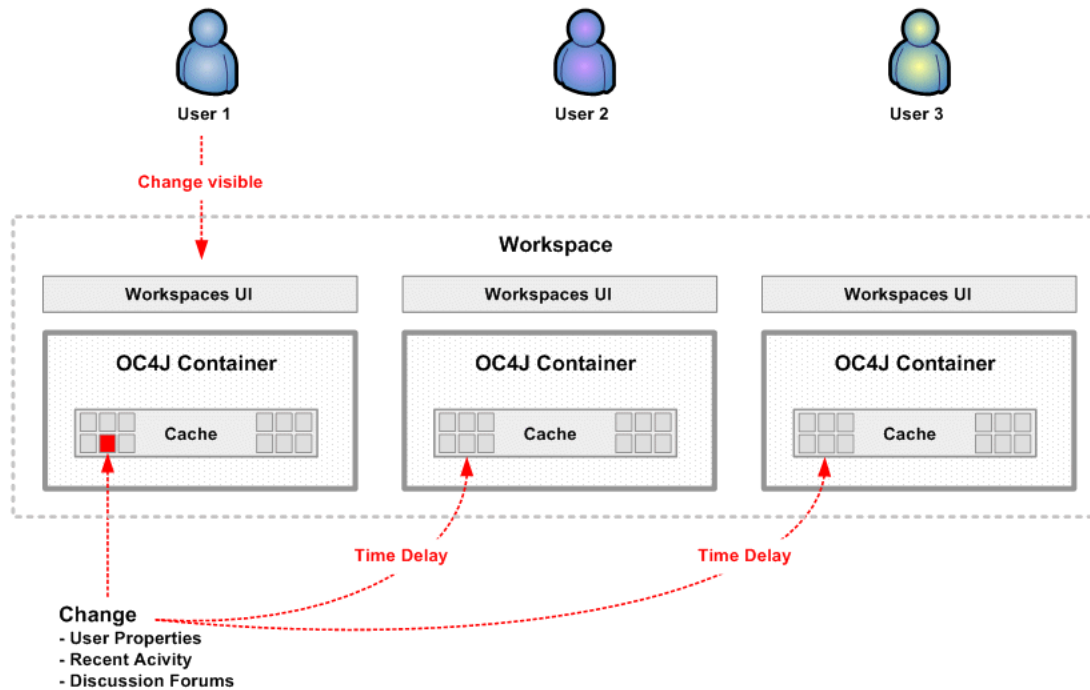 User 1
User 2
User 3
Change visible
Workspace
Workspaces UI
Workspaces UI
Workspaces UI
OC4J Container
OC4J Container
OC4J Container
Cache
Cache
Cache
Time Delay
Time Delay
Change
- User Properties
- Recent Acivity
- Discussion Forums